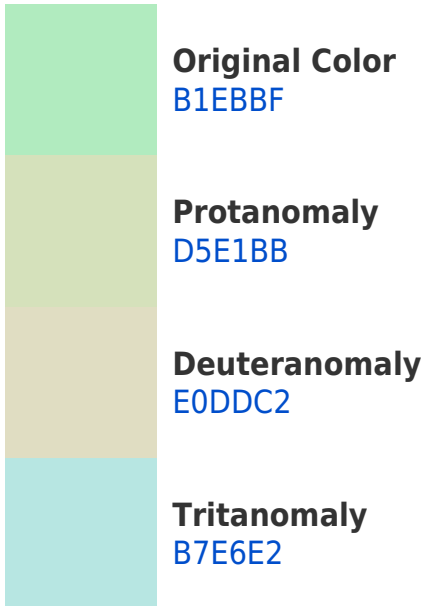 Original Color
B1EBBF
Protanomaly
D5E1BB
Deuteranomaly
E0DDC2
Tritanomaly
B7E6E2